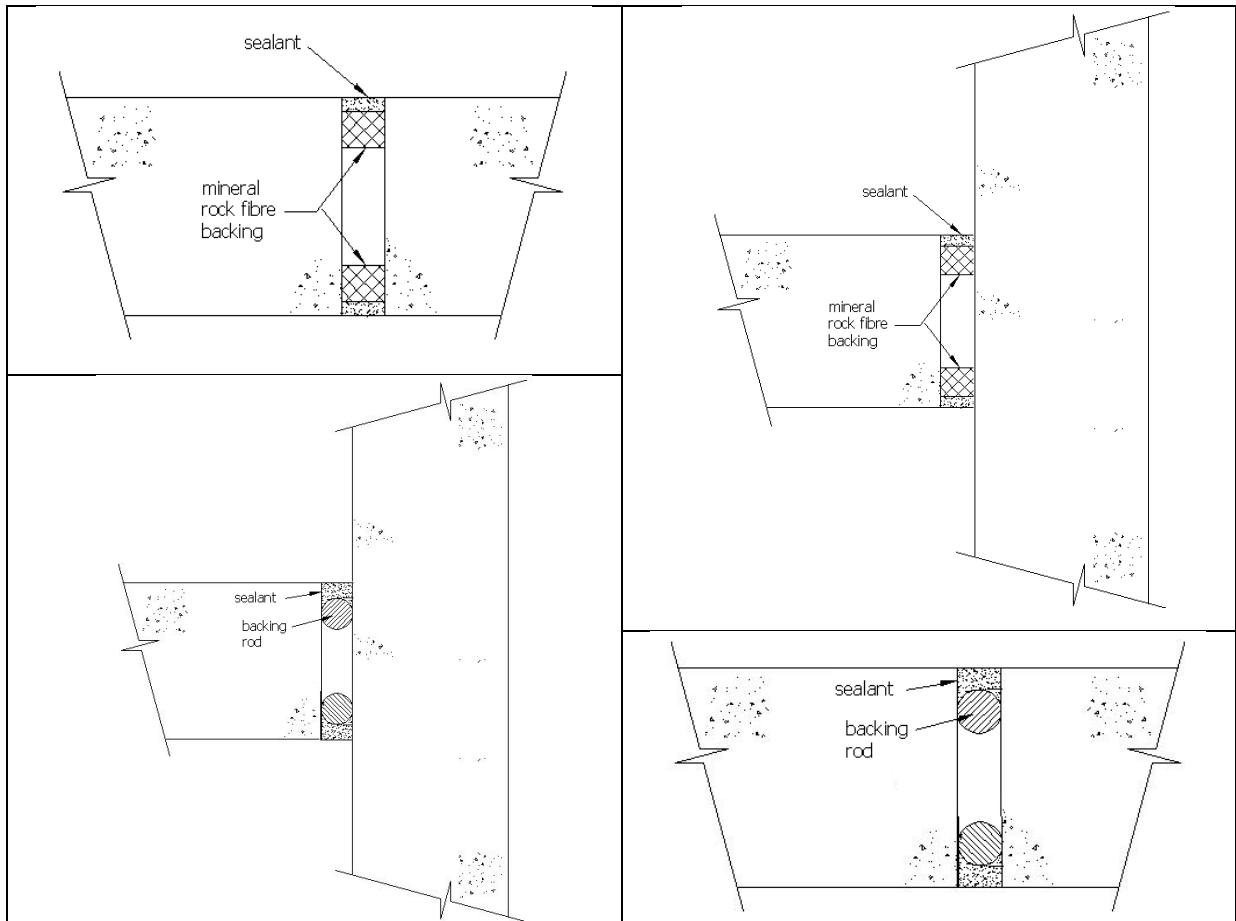 sealant
mineral
rock fibre
backing
sealant
mineral
rock fibre
backing
sealant
backing
rod
sealant
backing
rod